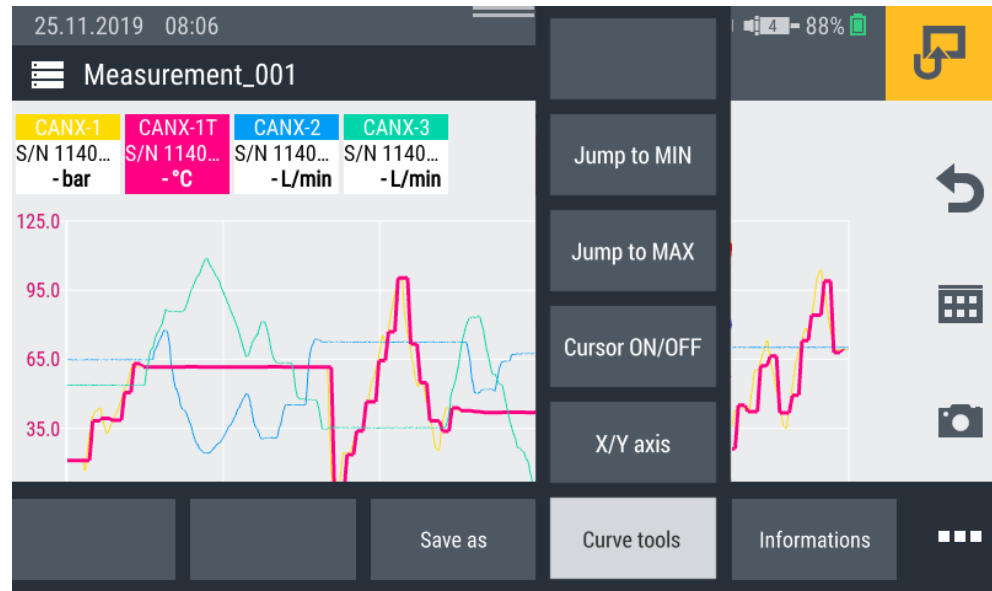 25.11.2019 08:06
4 88%
Measurement_001
CANX-1 CANX-1T CANX-2 CANX-3
S/N 1140... S/N 1140... S/N 1140... S/N 1140...
- bar - °C - L/min - L/min
125.0
95.0
65.0
35.0
Jump to MIN
Jump to MAX
Cursor ON/OFF
X/Y axis
Save as
Curve tools
Informations